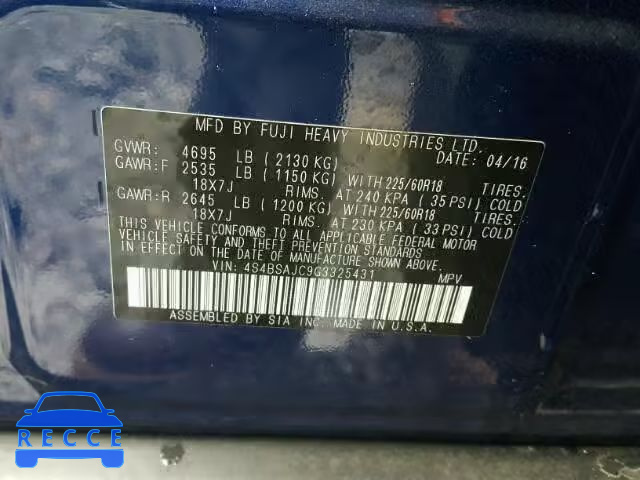 MFD BY FUJI HEAVY INDUSTRIES LTD.
GVWR: 4695 LB (2130 KG) DATE: 04/16
GAWR:F 2535 LB (1150 KG) WITH 225/60R18 TIRES.
18X7J RIMS. AT 240 KPA (35 PSI) COLD
GAWR:R 2645 LB (1200 KG) WITH 225/60R18 TIRES.
18X7J RIMS. AT 230 KPA (33 PSI) COLD
THIS VEHICLE CONFORMS TO ALL APPLICABLE FEDERAL MOTOR
VEHICLE SAFETY AND THEFT PREVENTION STANDARDS
IN EFFECT ON THE DATE OF MANUFACTURE SHOWN ABOVE.
VIN: 4S4BSAJC9G3325431 MPV
ASSEMBLED BY SIA INC. MADE IN U.S.A.
RECCE